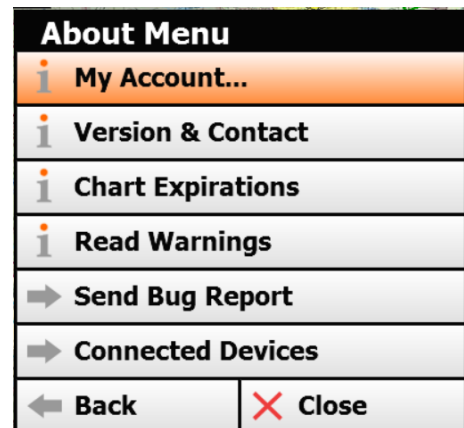 About Menu
My Account...
Version & Contact
Chart Expirations
Read Warnings
Send Bug Report
Connected Devices
Back
Close